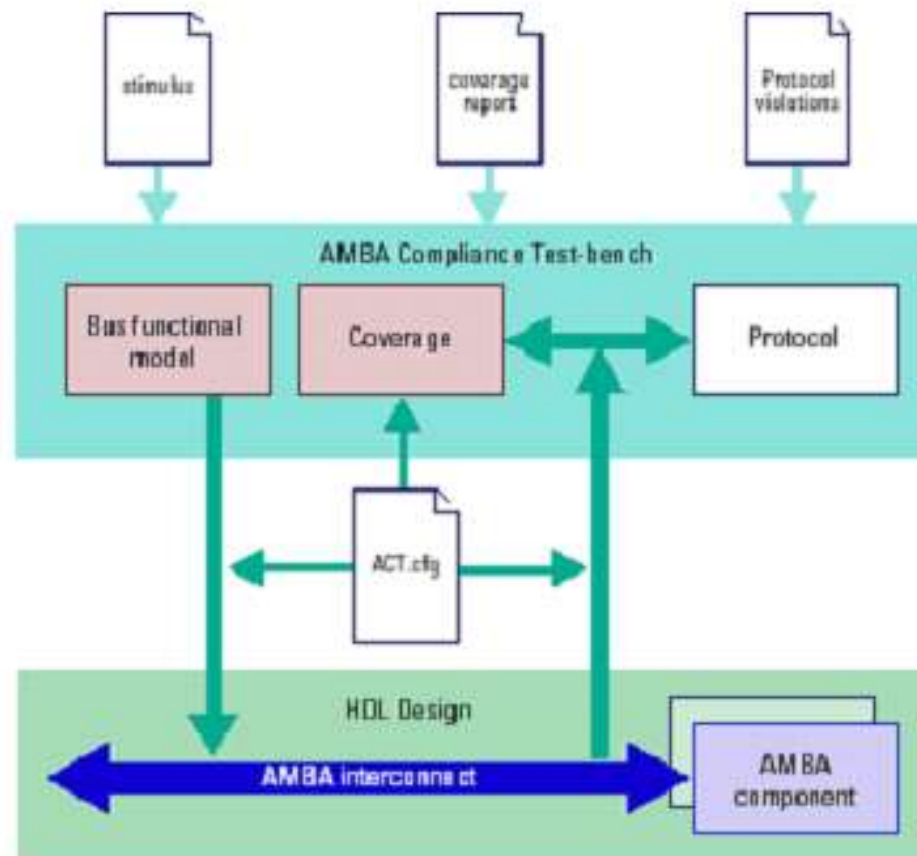 stimulus
coverage
report
Protocol
violations
AMBA Compliance Test-bench
Bus functional
model
Coverage
Protocol
ACT.cfg
HDL Design
AMBA interconnect
AMBA
component